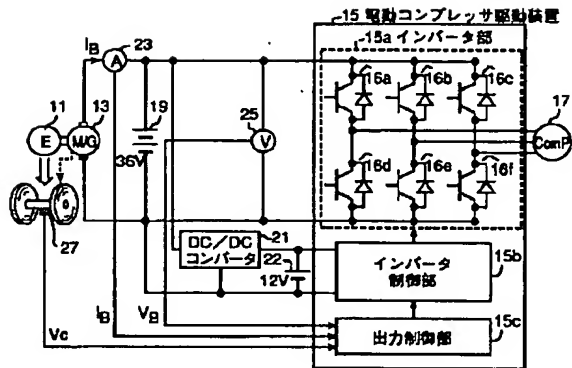 15 電動コンプレッサ駆動装置
15a インバータ部
IB
23
A
16a
16b
16c
11
13
19
25
17
E
M/G
V
ComP
36V
16d
16e
16f
27
DC/DC
コンバータ
21
22
12V
インバータ
制御部
15b
IB
VB
Vc
出力制御部
15c